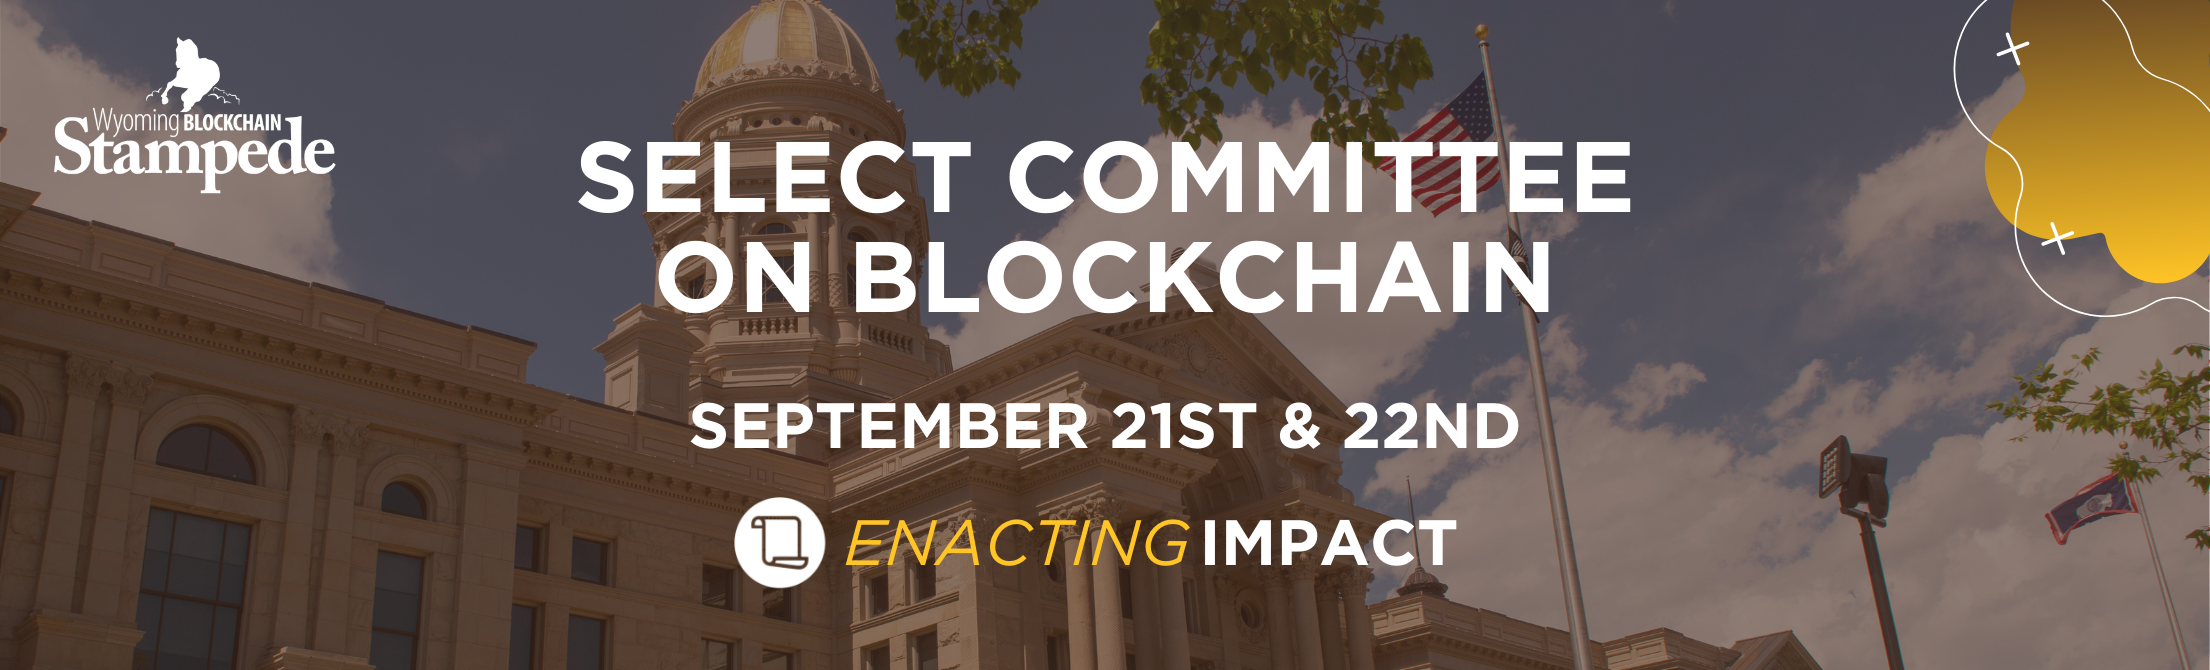 Wyoming BLOCKCHAIN
Stampede
SELECT COMMITTEE
ON BLOCKCHAIN
SEPTEMBER 21ST & 22ND
ENACTING IMPACT